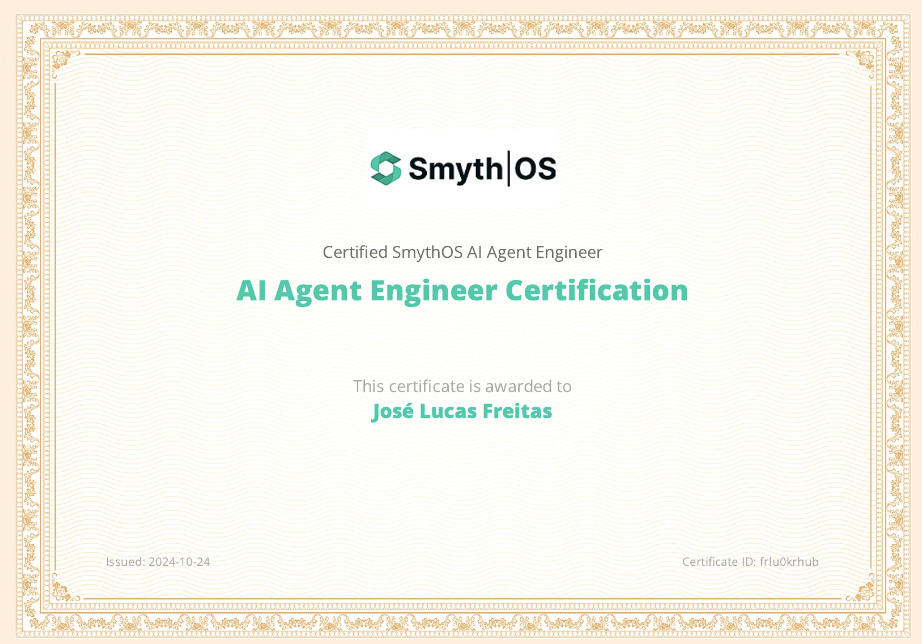 Smyth|OS
Certified SmythOS AI Agent Engineer
AI Agent Engineer Certification
This certificate is awarded to
José Lucas Freitas
Issued: 2024-10-24
Certificate ID: frlu0krhub